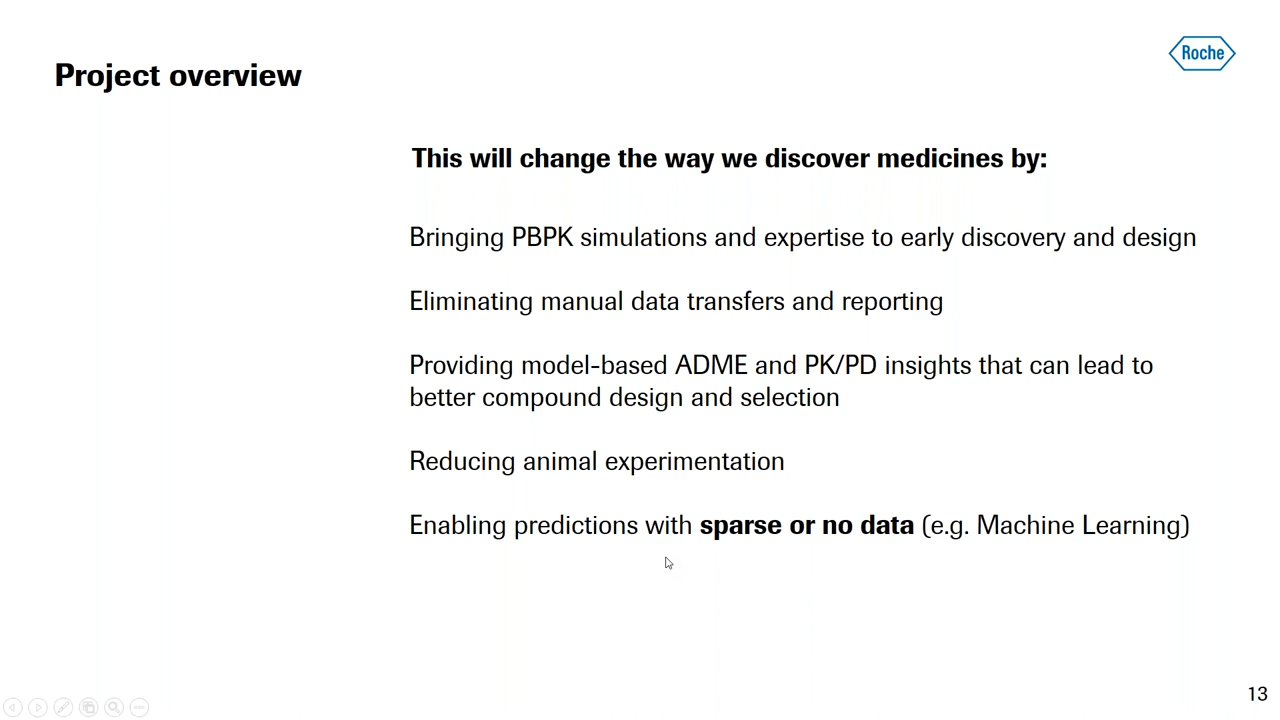 Project overview
Roche
This will change the way we discover medicines by:
Bringing PBPK simulations and expertise to early discovery and design
Eliminating manual data transfers and reporting
Providing model-based ADME and PK/PD insights that can lead to
better compound design and selection
Reducing animal experimentation
Enabling predictions with sparse or no data (e.g. Machine Learning)
13